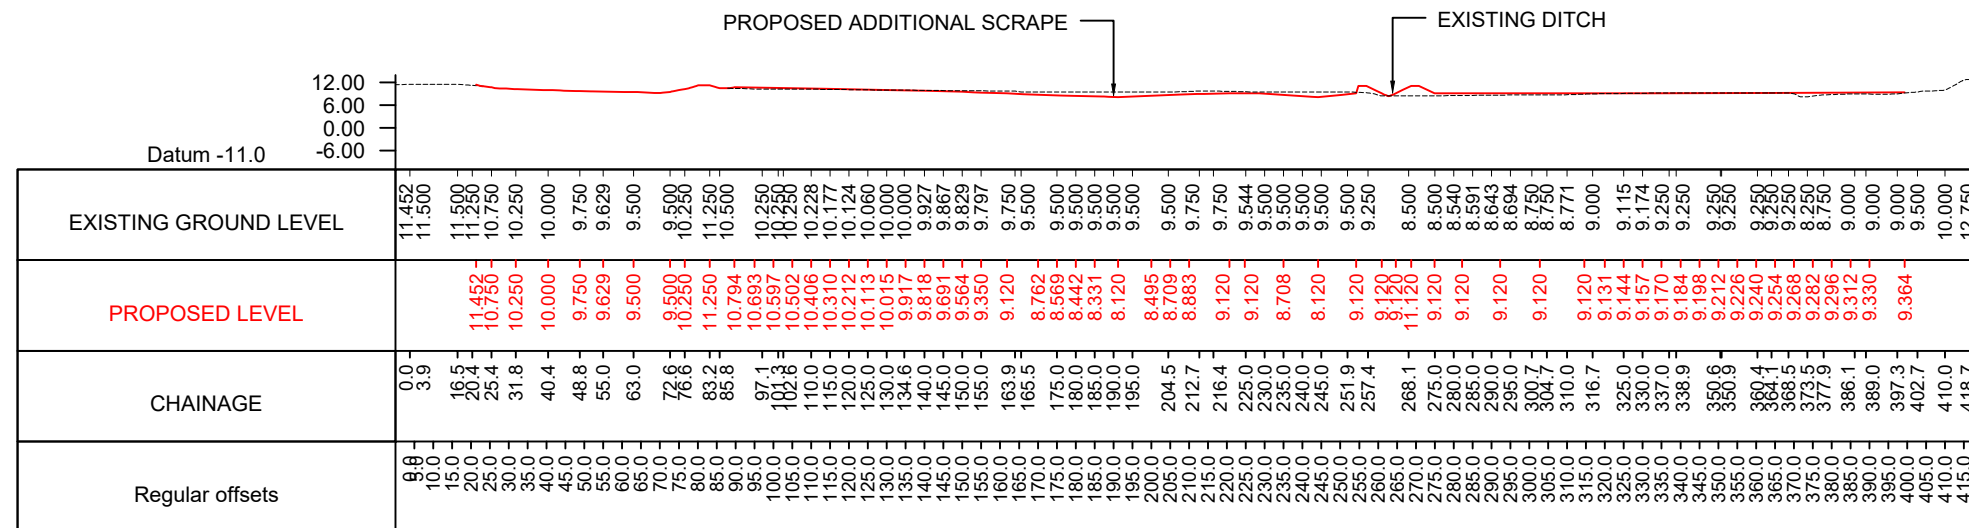 PROPOSED ADDITIONAL SCRAPE
EXISTING DITCH
12.00
6.00
0.00
-6.00
Datum -11.0
EXISTING GROUND LEVEL
11.452 11.500 11.500 11.250 10.750 10.250 10.000 9.750 9.629 9.500 9.500 10.250 11.250 10.500 10.250 10.250 10.250 10.228 10.177 10.124 10.060 10.000 10.000 9.927 9.867 9.829 9.797 9.750 9.500 9.500 9.500 9.500 9.500 9.500 9.500 9.750 9.750 9.544 9.500 9.500 9.500 9.500 9.500 9.250 8.500 8.500 8.540 8.591 8.643 8.694 8.750 8.750 8.771 9.000 9.115 9.174 9.250 9.250 9.250 9.250 9.250 9.250 9.250 8.250 8.750 9.000 9.000 9.500 10.000 12.750
PROPOSED LEVEL
11.452 10.750 10.250 10.000 9.750 9.629 9.500 9.500 10.250 11.250 10.794 10.693 10.597 10.502 10.406 10.310 10.212 10.113 10.015 9.917 9.818 9.691 9.564 9.350 9.120 8.762 8.569 8.442 8.331 8.120 8.495 8.709 8.883 9.120 9.120 8.708 8.120 9.120 9.120 9.120 11.120 9.120 9.120 9.120 9.120 9.120 9.131 9.144 9.157 9.170 9.184 9.198 9.212 9.226 9.240 9.254 9.268 9.282 9.296 9.312 9.330 9.364
CHAINAGE
0.0 3.9 16.5 20.4 25.4 31.8 40.4 48.8 55.0 63.0 72.6 76.6 83.2 85.8 97.1 101.3 102.6 110.0 115.0 120.0 125.0 130.0 134.6 140.0 145.0 150.0 155.0 163.9 165.5 175.0 180.0 185.0 190.0 195.0 204.5 212.7 216.4 225.0 230.0 235.0 240.0 245.0 251.9 257.4 268.1 275.0 280.0 285.0 290.0 295.0 300.7 304.7 310.0 316.7 325.0 330.0 337.0 338.9 350.6 350.9 360.4 364.1 368.5 373.5 377.9 386.1 389.0 397.3 402.7 410.0 418.7
Regular offsets
0.0 5.0 10.0 15.0 20.0 25.0 30.0 35.0 40.0 45.0 50.0 55.0 60.0 65.0 70.0 75.0 80.0 85.0 90.0 95.0 100.0 105.0 110.0 115.0 120.0 125.0 130.0 135.0 140.0 145.0 150.0 155.0 160.0 165.0 170.0 175.0 180.0 185.0 190.0 195.0 200.0 205.0 210.0 215.0 220.0 225.0 230.0 235.0 240.0 245.0 250.0 255.0 260.0 265.0 270.0 275.0 280.0 285.0 290.0 295.0 300.0 305.0 310.0 315.0 320.0 325.0 330.0 335.0 340.0 345.0 350.0 355.0 360.0 365.0 370.0 375.0 380.0 385.0 390.0 395.0 400.0 405.0 410.0 415.0